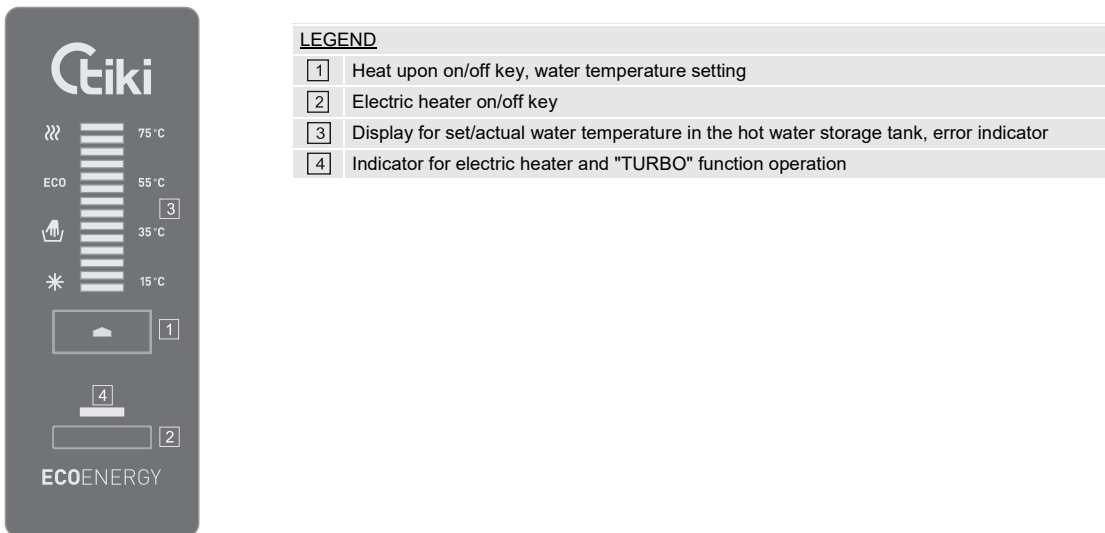 tiki
75°C
ECO 55°C
3
35°C
15°C
1
4
2
ECOENERGY
LEGEND
1 Heat upon on/off key, water temperature setting
2 Electric heater on/off key
3 Display for set/actual water temperature in the hot water storage tank, error indicator
4 Indicator for electric heater and "TURBO" function operation